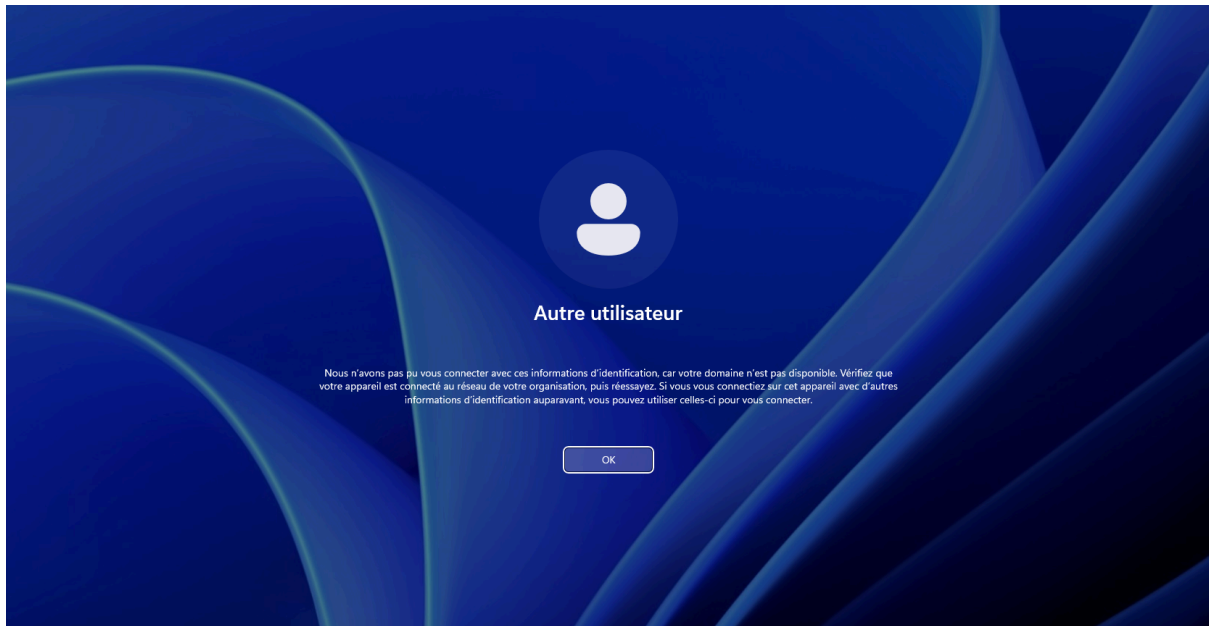 Autre utilisateur
Nous n'avons pas pu vous connecter avec ces informations d'identification, car votre domaine n'est pas disponible. Vérifiez que
votre appareil est connecté au réseau de votre organisation, puis réessayez. Si vous vous connectiez sur cet appareil avec d'autres
informations d'identification auparavant, vous pouvez utiliser celles-ci pour vous connecter.
OK